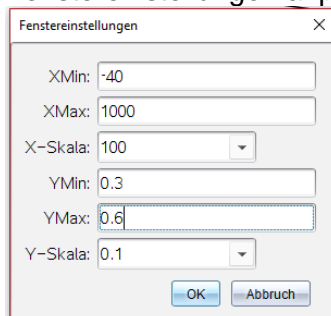 Fenstereinstellungen
XMin: -40
XMax: 1000
X-Skala: 100
YMin: 0.3
YMax: 0.6
Y-Skala: 0.1
OK Abbruch